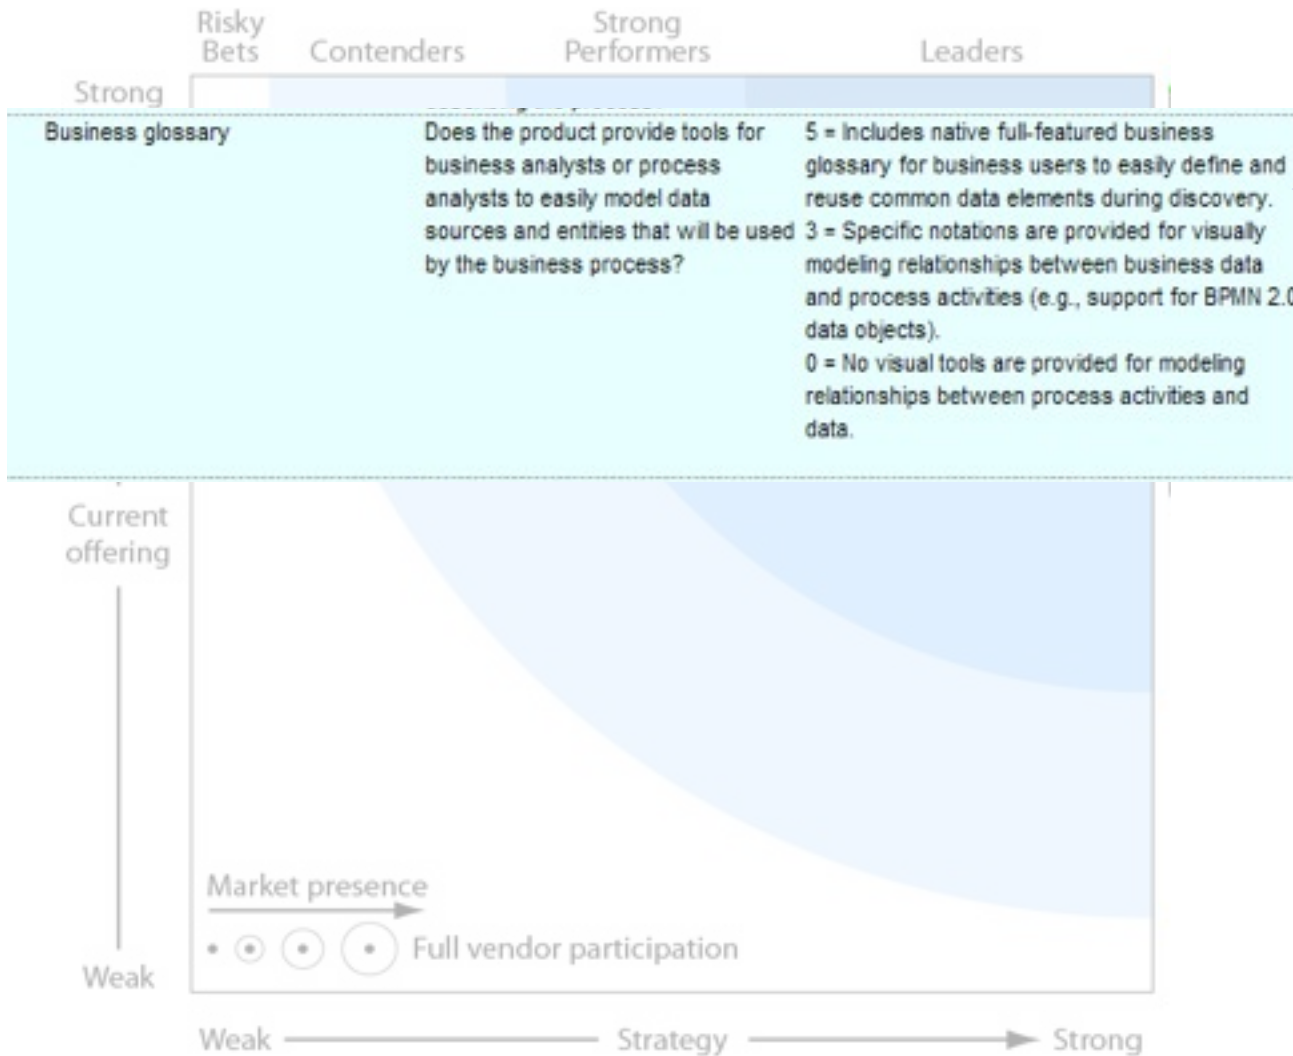 Risky
Bets
Contenders
Strong
Performers
Leaders
Strong
Business glossary
Does the product provide tools for
business analysts or process
analysts to easily model data
sources and entities that will be used
by the business process?
5 = Includes native full-featured business
glossary for business users to easily define and
reuse common data elements during discovery.
3 = Specific notations are provided for visually
modeling relationships between business data
and process activities (e.g., support for BPMN 2.0
data objects).
0 = No visual tools are provided for modeling
relationships between process activities and
data.
Current
offering
Market presence
Full vendor participation
Weak
Weak
Strategy
Strong